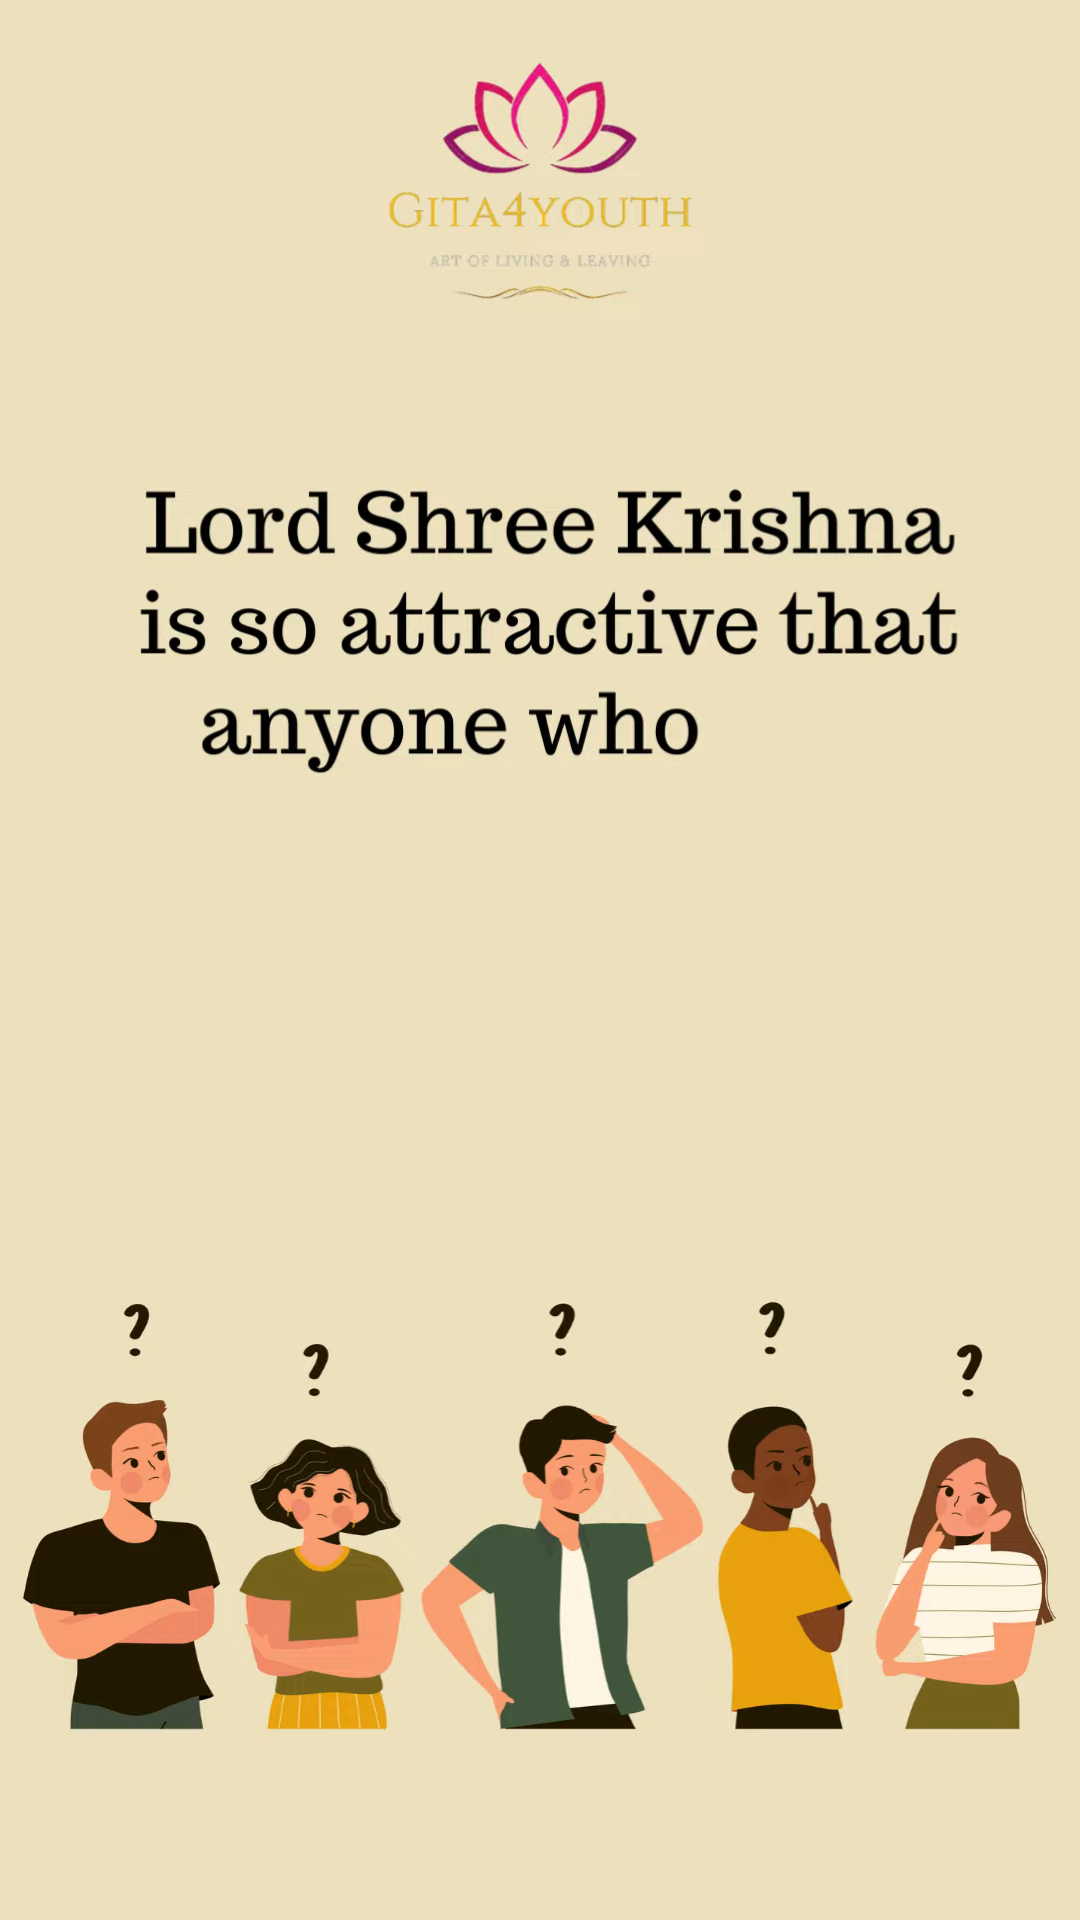 GITA4YOUTH
ART OF LIVING & LEAVING
Lord Shree Krishna
is so attractive that
anyone who
?
?
?
?
?